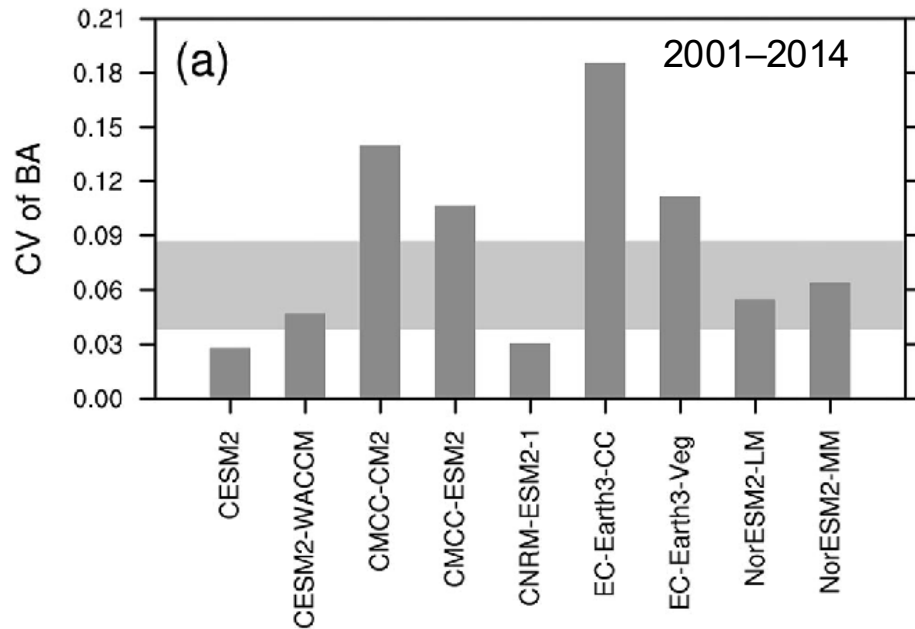 (a)
2001–2014
CV of BA
0.21
0.18
0.15
0.12
0.09
0.06
0.03
0.00
CESM2
CESM2-WACCM
CMCC-CM2
CMCC-ESM2
CNRM-ESM2-1
EC-Earth3-CC
EC-Earth3-Veg
NorESM2-LM
NorESM2-MM